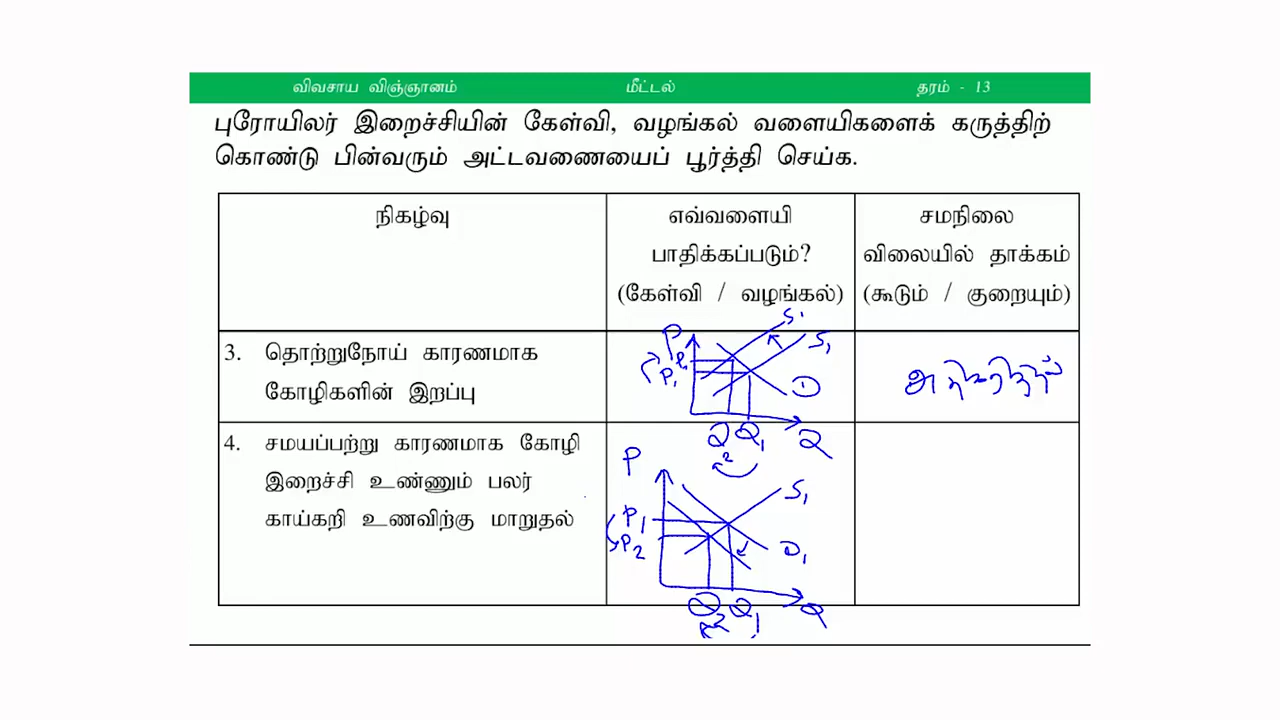 விவசாய விஞ்ஞானம் மீட்டல் தரம் - 13
புரோயிலர் இறைச்சியின் கேள்வி, வழங்கல் வளையிகளைக் கருத்திற்
கொண்டு பின்வரும் அட்டவணையைப் பூர்த்தி செய்க.
நிகழ்வு
எவ்வளையி
பாதிக்கப்படும்?
(கேள்வி / வழங்கல்)
சமநிலை
விலையில் தாக்கம்
(கூடும் / குறையும்)
3. தொற்றுநோய் காரணமாக
கோழிகளின் இறப்பு
P
S₁
P₁
D
Q₂ Q₁ Q
4. சமயப்பற்று காரணமாக கோழி
இறைச்சி உண்ணும் பலர்
காய்கறி உணவிற்கு மாறுதல்
P
S₁
P₁
P₂
D₁
Q₂ Q₁ Q